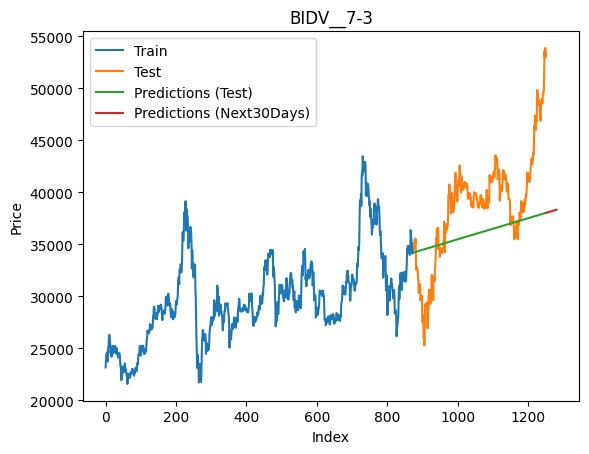 BIDV__7-3
Train
Test
Predictions (Test)
Predictions (Next30Days)
Price
55000
50000
45000
40000
35000
30000
25000
20000
0 200 400 600 800 1000 1200
Index